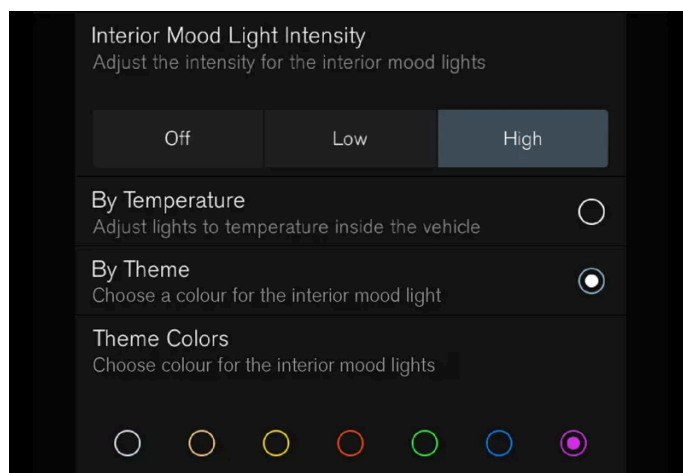 Interior Mood Light Intensity
Adjust the intensity for the interior mood lights
Off Low High
By Temperature
Adjust lights to temperature inside the vehicle
By Theme
Choose a colour for the interior mood light
Theme Colors
Choose colour for the interior mood lights